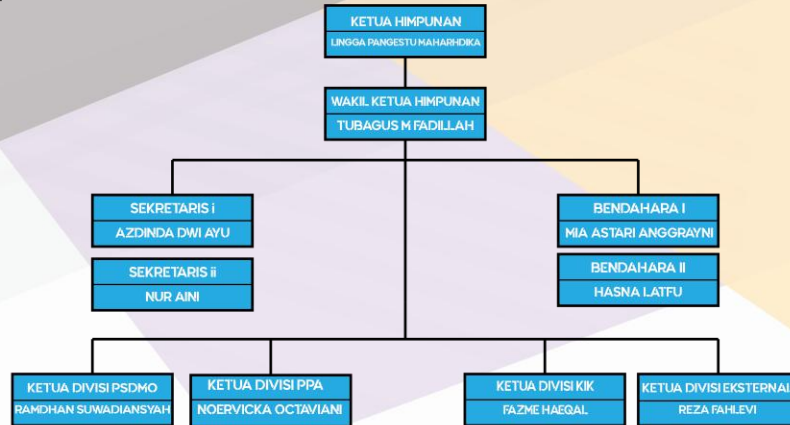 KETUA HIMPUNAN
LINGGA PANGESTU MAHARHDIKA
WAKIL KETUA HIMPUNAN
TUBAGUS M FADILLAH
SEKRETARIS i
AZDINDA DWI AYU
SEKRETARIS ii
NUR AINI
BENDAHARA I
MIA ASTARI ANGGRAYNI
BENDAHARA II
HASNA LATFU
KETUA DIVISI PSDMO
RAMDHAN SUWADIANSYAH
KETUA DIVISI PPA
NOERVICKA OCTAVIANI
KETUA DIVISI KIK
FAZME HAEQAL
KETUA DIVISI EKSTERNAL
REZA FAHLEVI